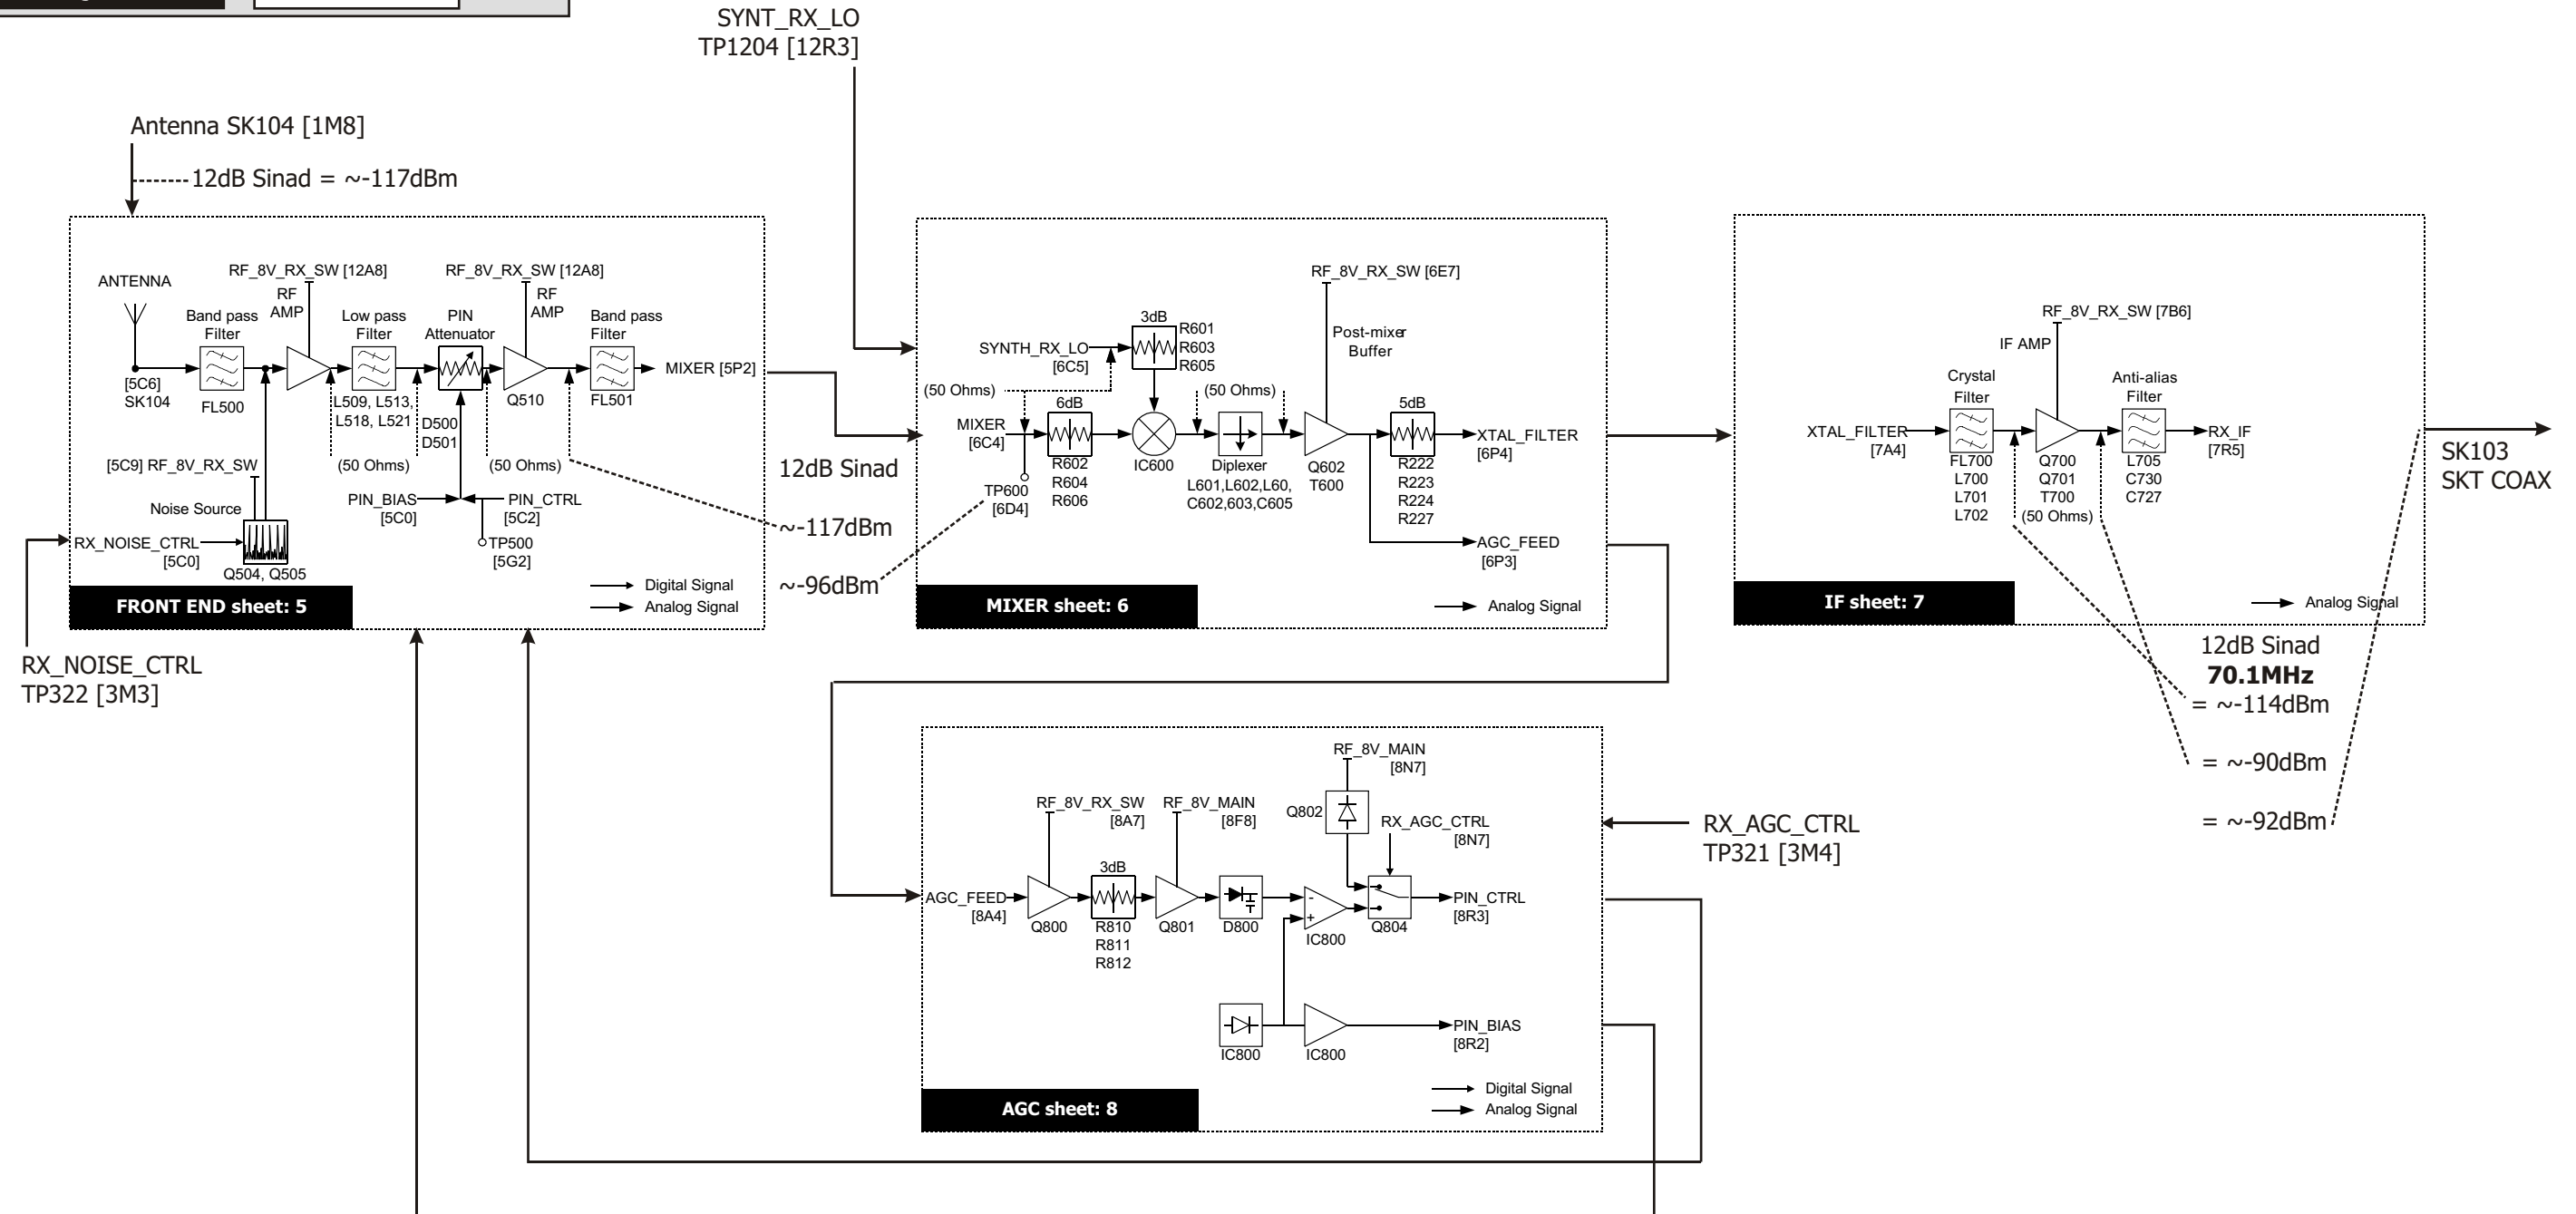 SYNT_RX_LO
TP1204 [12R3]
Antenna SK104 [1M8]
12dB Sinad = ~-117dBm
ANTENNA
RF_8V_RX_SW [12A8]
RF
AMP
RF_8V_RX_SW [12A8]
RF
AMP
Band pass
Filter
Low pass
Filter
PIN
Attenuator
Band pass
Filter
MIXER [5P2]
[5C6]
SK104
FL500
L509, L513,
L518, L521
D500
D501
Q510
FL501
(50 Ohms)
(50 Ohms)
[5C9] RF_8V_RX_SW
Noise Source
PIN_BIAS
[5C0]
PIN_CTRL
[5C2]
RX_NOISE_CTRL
[5C0]
TP500
[5G2]
Q504, Q505
Digital Signal
Analog Signal
FRONT END sheet: 5
RX_NOISE_CTRL
TP322 [3M3]
12dB Sinad
~-117dBm
~-96dBm
RF_8V_RX_SW [6E7]
3dB
R601
R603
R605
SYNTH_RX_LO
[6C5]
Post-mixer
Buffer
(50 Ohms)
(50 Ohms)
MIXER
[6C4]
6dB
5dB
XTAL_FILTER
[6P4]
R602
R604
R606
IC600
Diplexer
L601,L602,L60,
C602,603,C605
Q602
T600
R222
R223
R224
R227
TP600
[6D4]
AGC_FEED
[6P3]
MIXER sheet: 6
Analog Signal
RF_8V_RX_SW [7B6]
IF AMP
Crystal
Filter
Anti-alias
Filter
XTAL_FILTER
[7A4]
RX_IF
[7R5]
FL700
L700
L701
L702
Q700
Q701
T700
(50 Ohms)
L705
C730
C727
IF sheet: 7
Analog Signal
SK103
SKT COAX
12dB Sinad
70.1MHz
= ~-114dBm
= ~-90dBm
= ~-92dBm
RF_8V_MAIN
[8N7]
RF_8V_RX_SW
[8A7]
RF_8V_MAIN
[8F8]
Q802
RX_AGC_CTRL
[8N7]
RX_AGC_CTRL
TP321 [3M4]
3dB
AGC_FEED
[8A4]
-
+
PIN_CTRL
[8R3]
Q800
R810
R811
R812
Q801
D800
IC800
Q804
PIN_BIAS
[8R2]
IC800
IC800
Digital Signal
Analog Signal
AGC sheet: 8